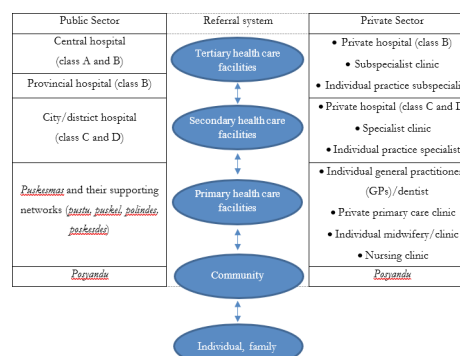 Public Sector
Referral system
Private Sector
Central hospital
(class A and B)
Provincial hospital (class B)
City/district hospital
(class C and D)
Puskesmas and their supporting
networks (pustu, puskel, polindes,
poskesdes)
Posyandu
Tertiary health care
facilities
Secondary health care
facilities
Primary health care
facilities
Community
Individual, family
• Private hospital (class B)
• Subspecialist clinic
• Individual practice subspeciali
• Private hospital (class C and D
• Specialist clinic
• Individual practice specialist
• Individual general practitione
(GPs)/dentist
• Private primary care clinic
• Individual midwifery/clinic
• Nursing clinic
Posyandu